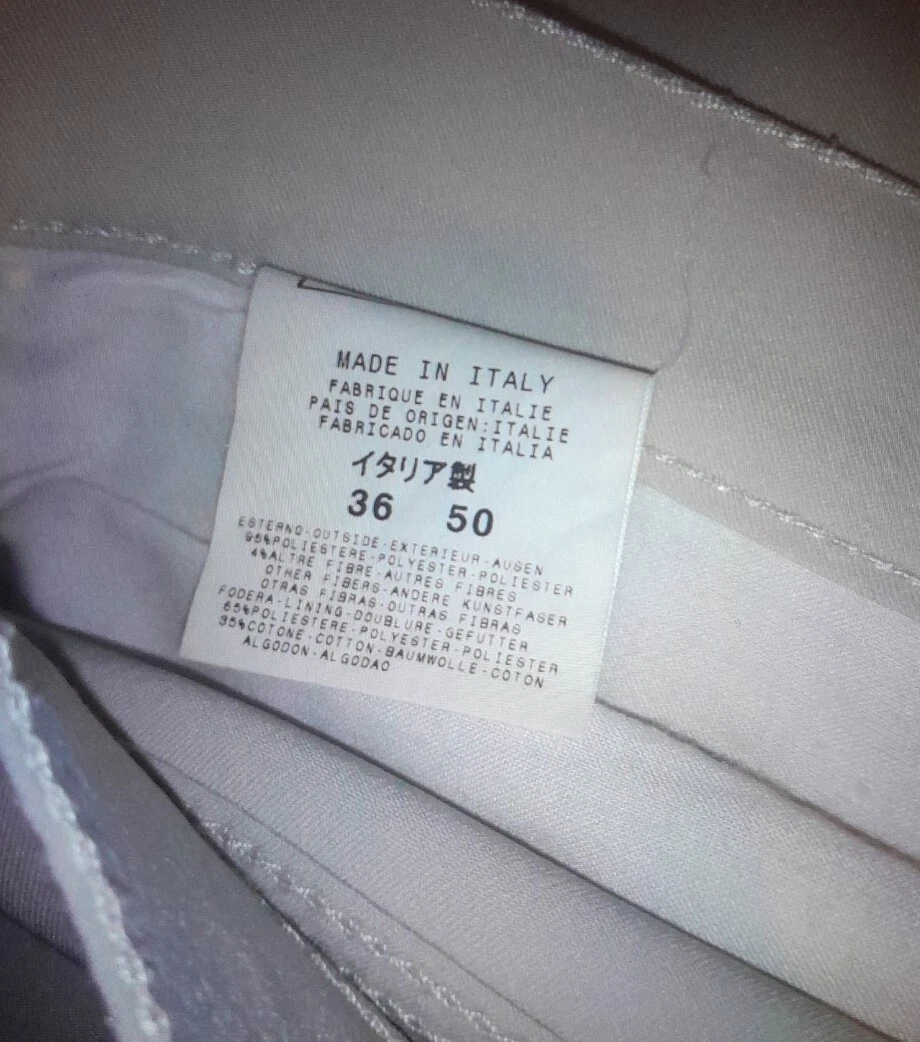 MADE IN ITALY
FABRIQUE EN ITALIE
PAIS DE ORIGEN:ITALIE
FABRICADO EN ITALIA
イタリア製
36 50
ESTERNO-OUTSIDE-EXTERIEUR-AUSEN
96%POLIESTERE-POLYESTER-POLIESTER
4%ALTRE FIBRE-AUTRES FIBRES
OTHER FIBERS-ANDERE KUNSTFASER
OTRAS FIBRAS-OUTRAS FIBRAS
FODERA-LINING-DOUBLURE-GEFUTTER
65%POLIESTERE-POLYESTER-POLIESTER
35%COTONE-COTTON-BAUMWOLLE-COTON
ALGODON-ALGODAO